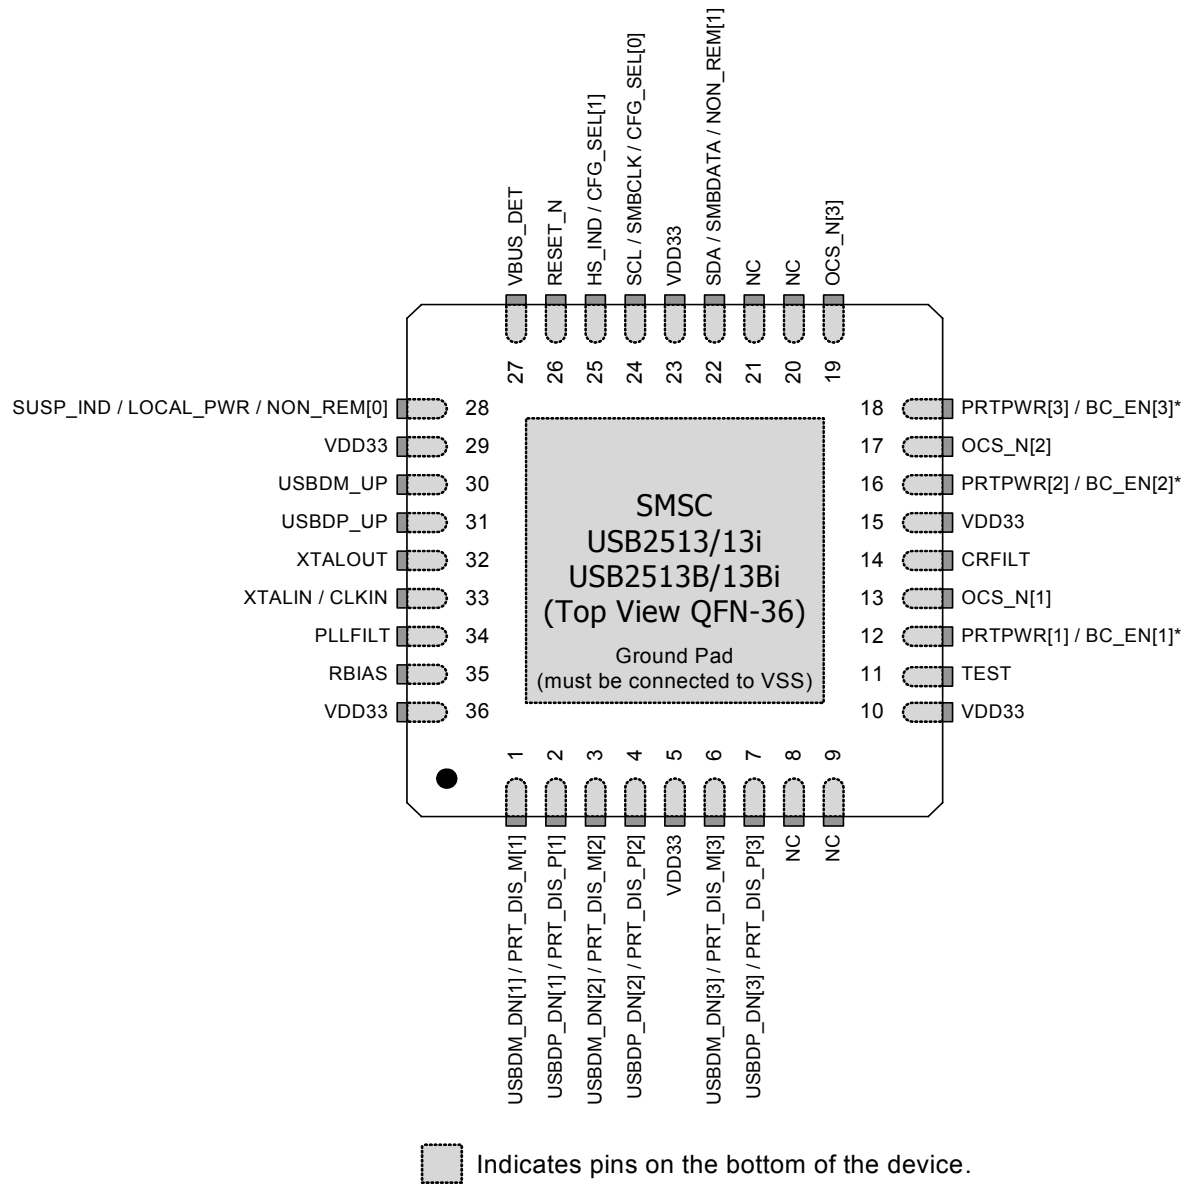 VBUS_DET
RESET_N
HS_IND / CFG_SEL[1]
SCL / SMBCLK / CFG_SEL[0]
VDD33
SDA / SMBDATA / NON_REM[1]
NC
NC
OCS_N[3]
27
26
25
24
23
22
21
20
19
SUSP_IND / LOCAL_PWR / NON_REM[0] 28
VDD33 29
USBDM_UP 30
USBDP_UP 31
XTALOUT 32
XTALIN / CLKIN 33
PLLFILT 34
RBIAS 35
VDD33 36
SMSC
USB2513/13i
USB2513B/13Bi
(Top View QFN-36)
Ground Pad
(must be connected to VSS)
18 PRTPWR[3] / BC_EN[3]*
17 OCS_N[2]
16 PRTPWR[2] / BC_EN[2]*
15 VDD33
14 CRFILT
13 OCS_N[1]
12 PRTPWR[1] / BC_EN[1]*
11 TEST
10 VDD33
1
2
3
4
5
6
7
8
9
USBDM_DN[1] / PRT_DIS_M[1]
USBDP_DN[1] / PRT_DIS_P[1]
USBDM_DN[2] / PRT_DIS_M[2]
USBDP_DN[2] / PRT_DIS_P[2]
VDD33
USBDM_DN[3] / PRT_DIS_M[3]
USBDP_DN[3] / PRT_DIS_P[3]
NC
NC
Indicates pins on the bottom of the device.